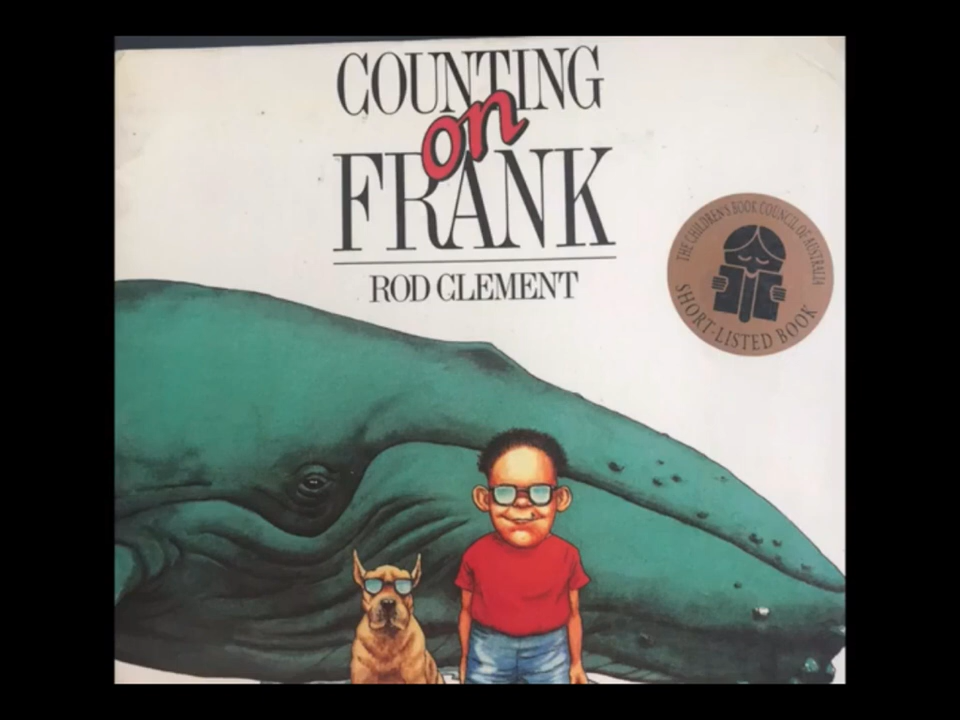 COUNTING
on
FRANK
ROD CLEMENT
THE CHILDREN'S BOOK COUNCIL OF AUSTRALIA
SHORT-LISTED BOOK